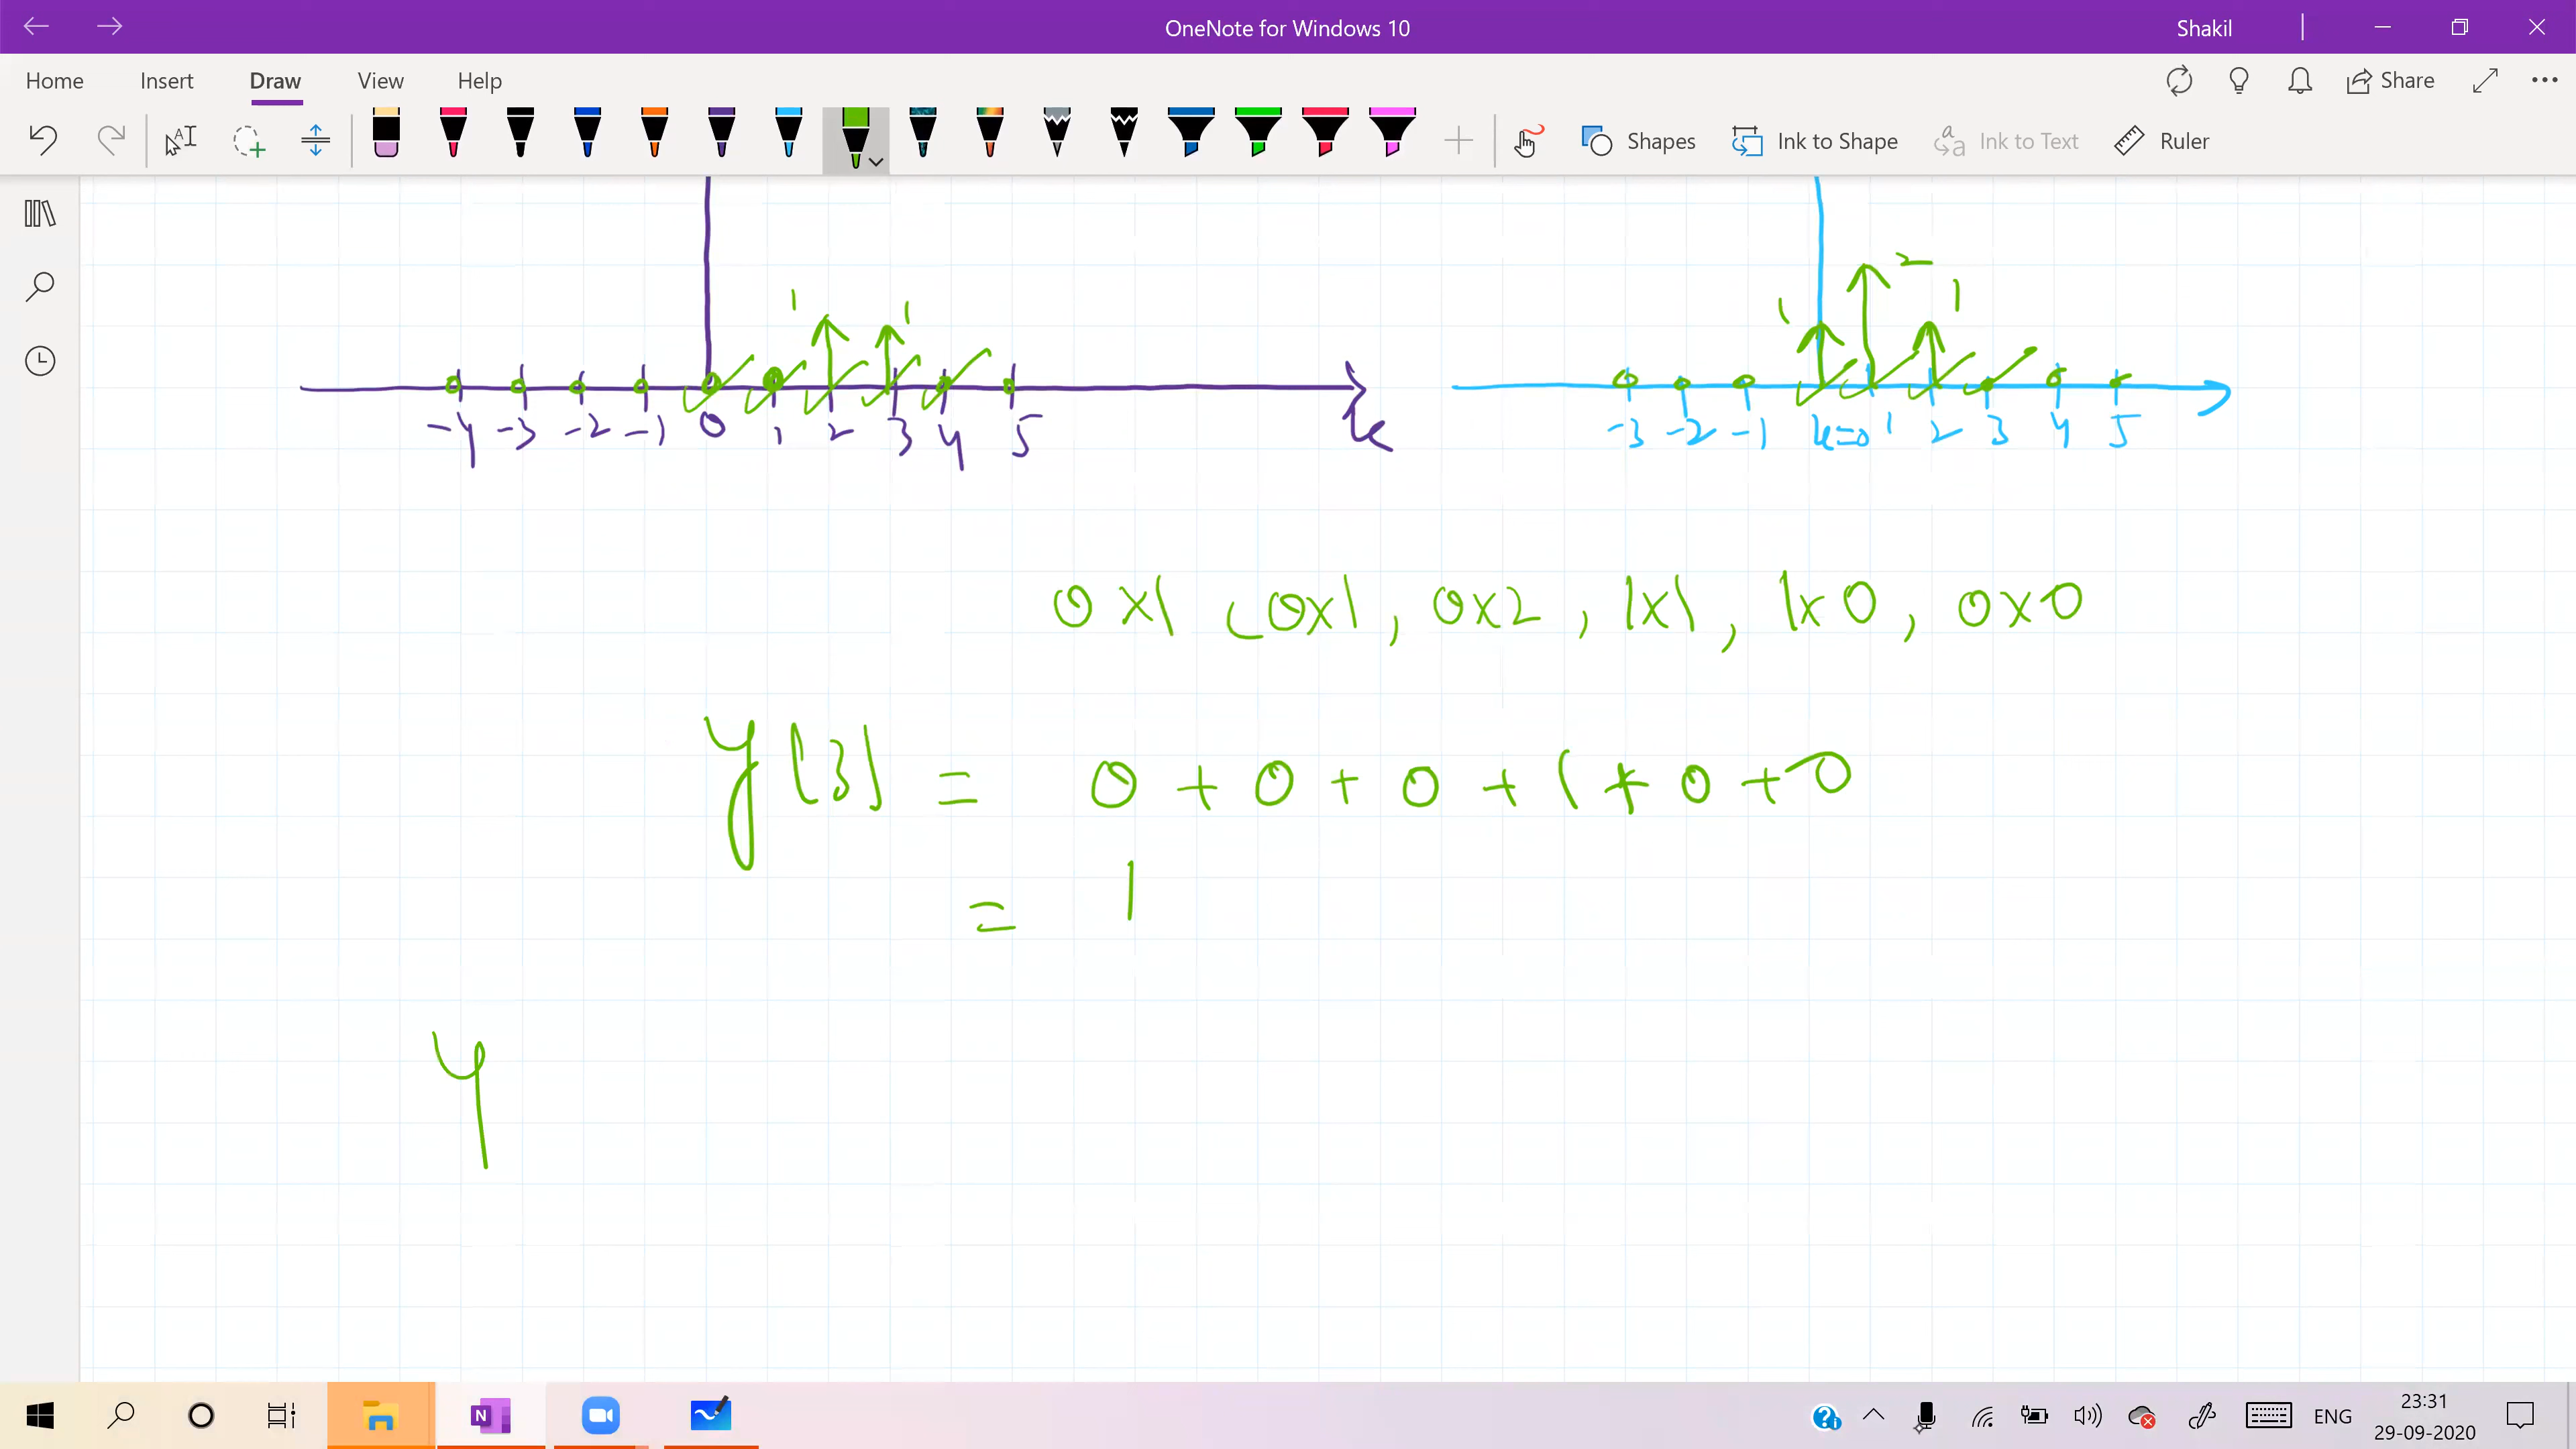 OneNote for Windows 10 Shakil
Home Insert Draw View Help Share
Shapes Ink to Shape Ink to Text Ruler
2
1 1 1 1
-4 -3 -2 -1 0 1 2 3 4 5 k
-3 -2 -1 k=0 1 2 3 4 5
0x1 (0x1, 0x2, 1x1, 1x0, 0x0
y[3] = 0 + 0 + 0 + 1 + 0 + 0
= 1
y
ENG 23:31
29-09-2020